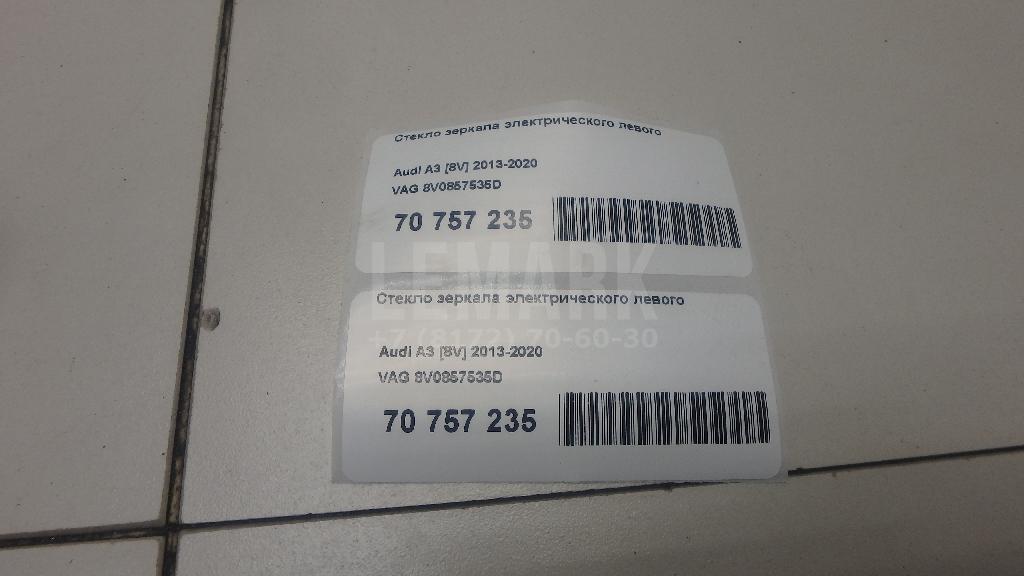 Стекло зеркала электрического левого
Audi A3 [8V] 2013-2020
VAG 8V0857535D
70 757 235
LEMARK
Стекло зеркала электрического левого
+7 (8172) 70-60-30
Audi A3 [8V] 2013-2020
VAG 8V0857535D
70 757 235